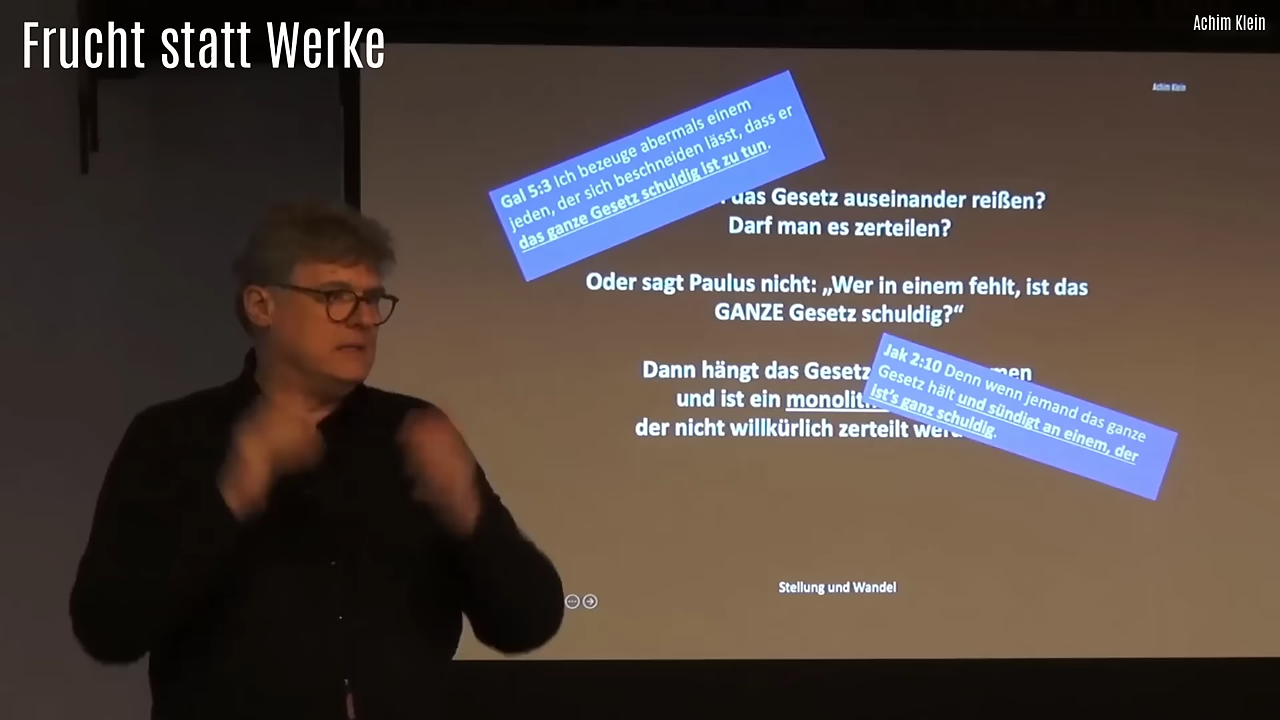 Frucht statt Werke
Achim Klein
Achim Klein
Gal 5:3 Ich bezeuge abermals einem
jeden, der sich beschneiden lässt, dass er
das ganze Gesetz schuldig ist zu tun.
das Gesetz auseinander reißen?
Darf man es zerteilen?
Oder sagt Paulus nicht: „Wer in einem fehlt, ist das
GANZE Gesetz schuldig?“
Dann hängt das Gesetz
und ist ein
der nicht willkürlich zerteilt
Jak 2:10 Denn wenn jemand das ganze
Gesetz hält und sündigt an einem, der
ist's ganz schuldig.
Stellung und Wandel